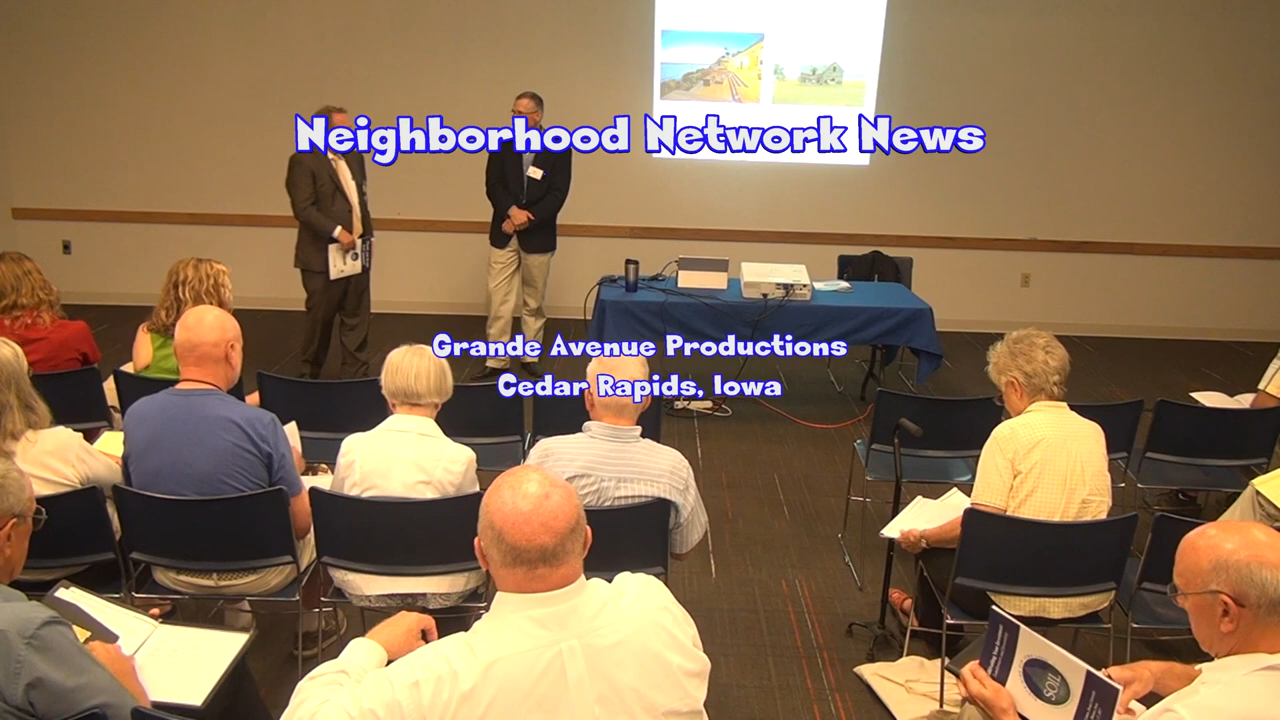 Neighborhood Network News
Grande Avenue Productions
Cedar Rapids, Iowa
SOIL